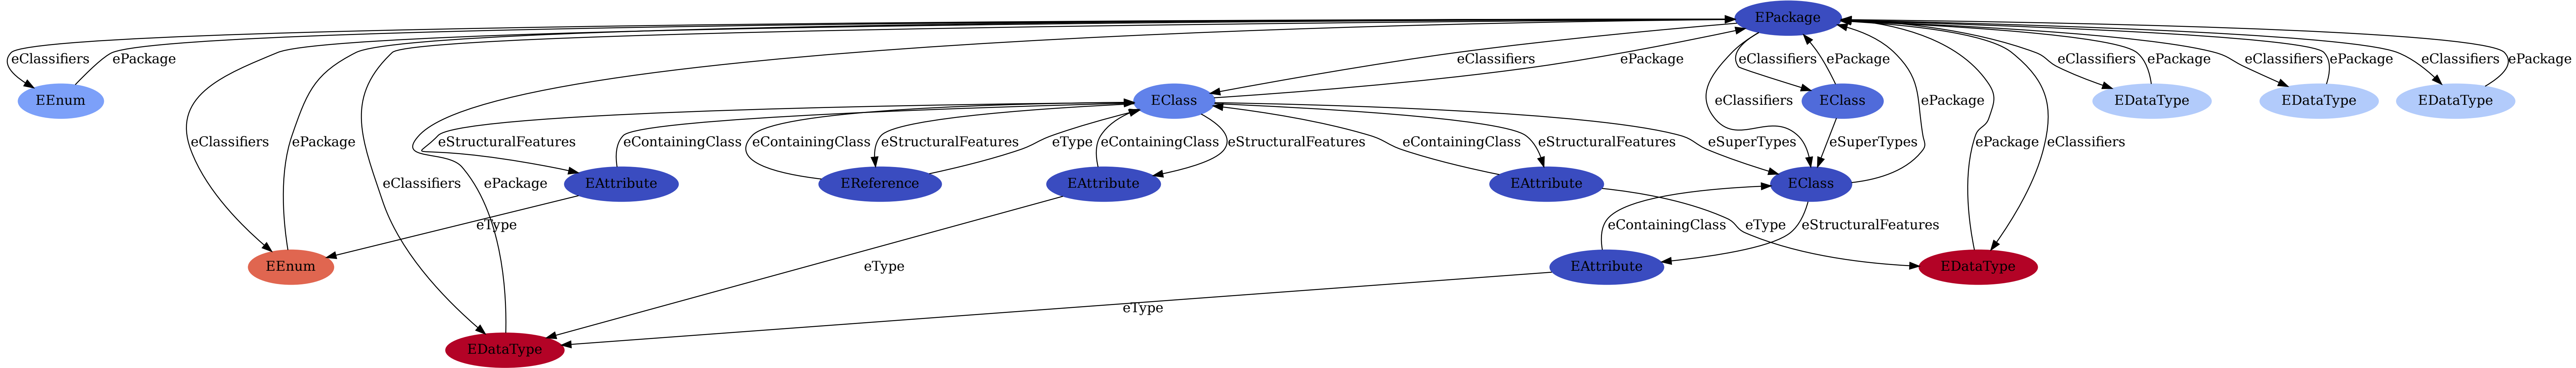 EPackage
eClassifiers
ePackage
eClassifiers
ePackage
eClassifiers
ePackage
eClassifiers
ePackage
eClassifiers
ePackage
eClassifiers
ePackage
EEnum
EClass
EClass
EDataType
EDataType
EDataType
eClassifiers
ePackage
eStructuralFeatures
eContainingClass
eContainingClass
eStructuralFeatures
eType
eContainingClass
eStructuralFeatures
eContainingClass
eStructuralFeatures
eSuperTypes
eSuperTypes
eClassifiers
ePackage
ePackage
eClassifiers
eClassifiers
ePackage
EAttribute
EReference
EAttribute
EAttribute
EClass
eType
eContainingClass
eType
eStructuralFeatures
EEnum
eType
EAttribute
EDataType
eType
EDataType